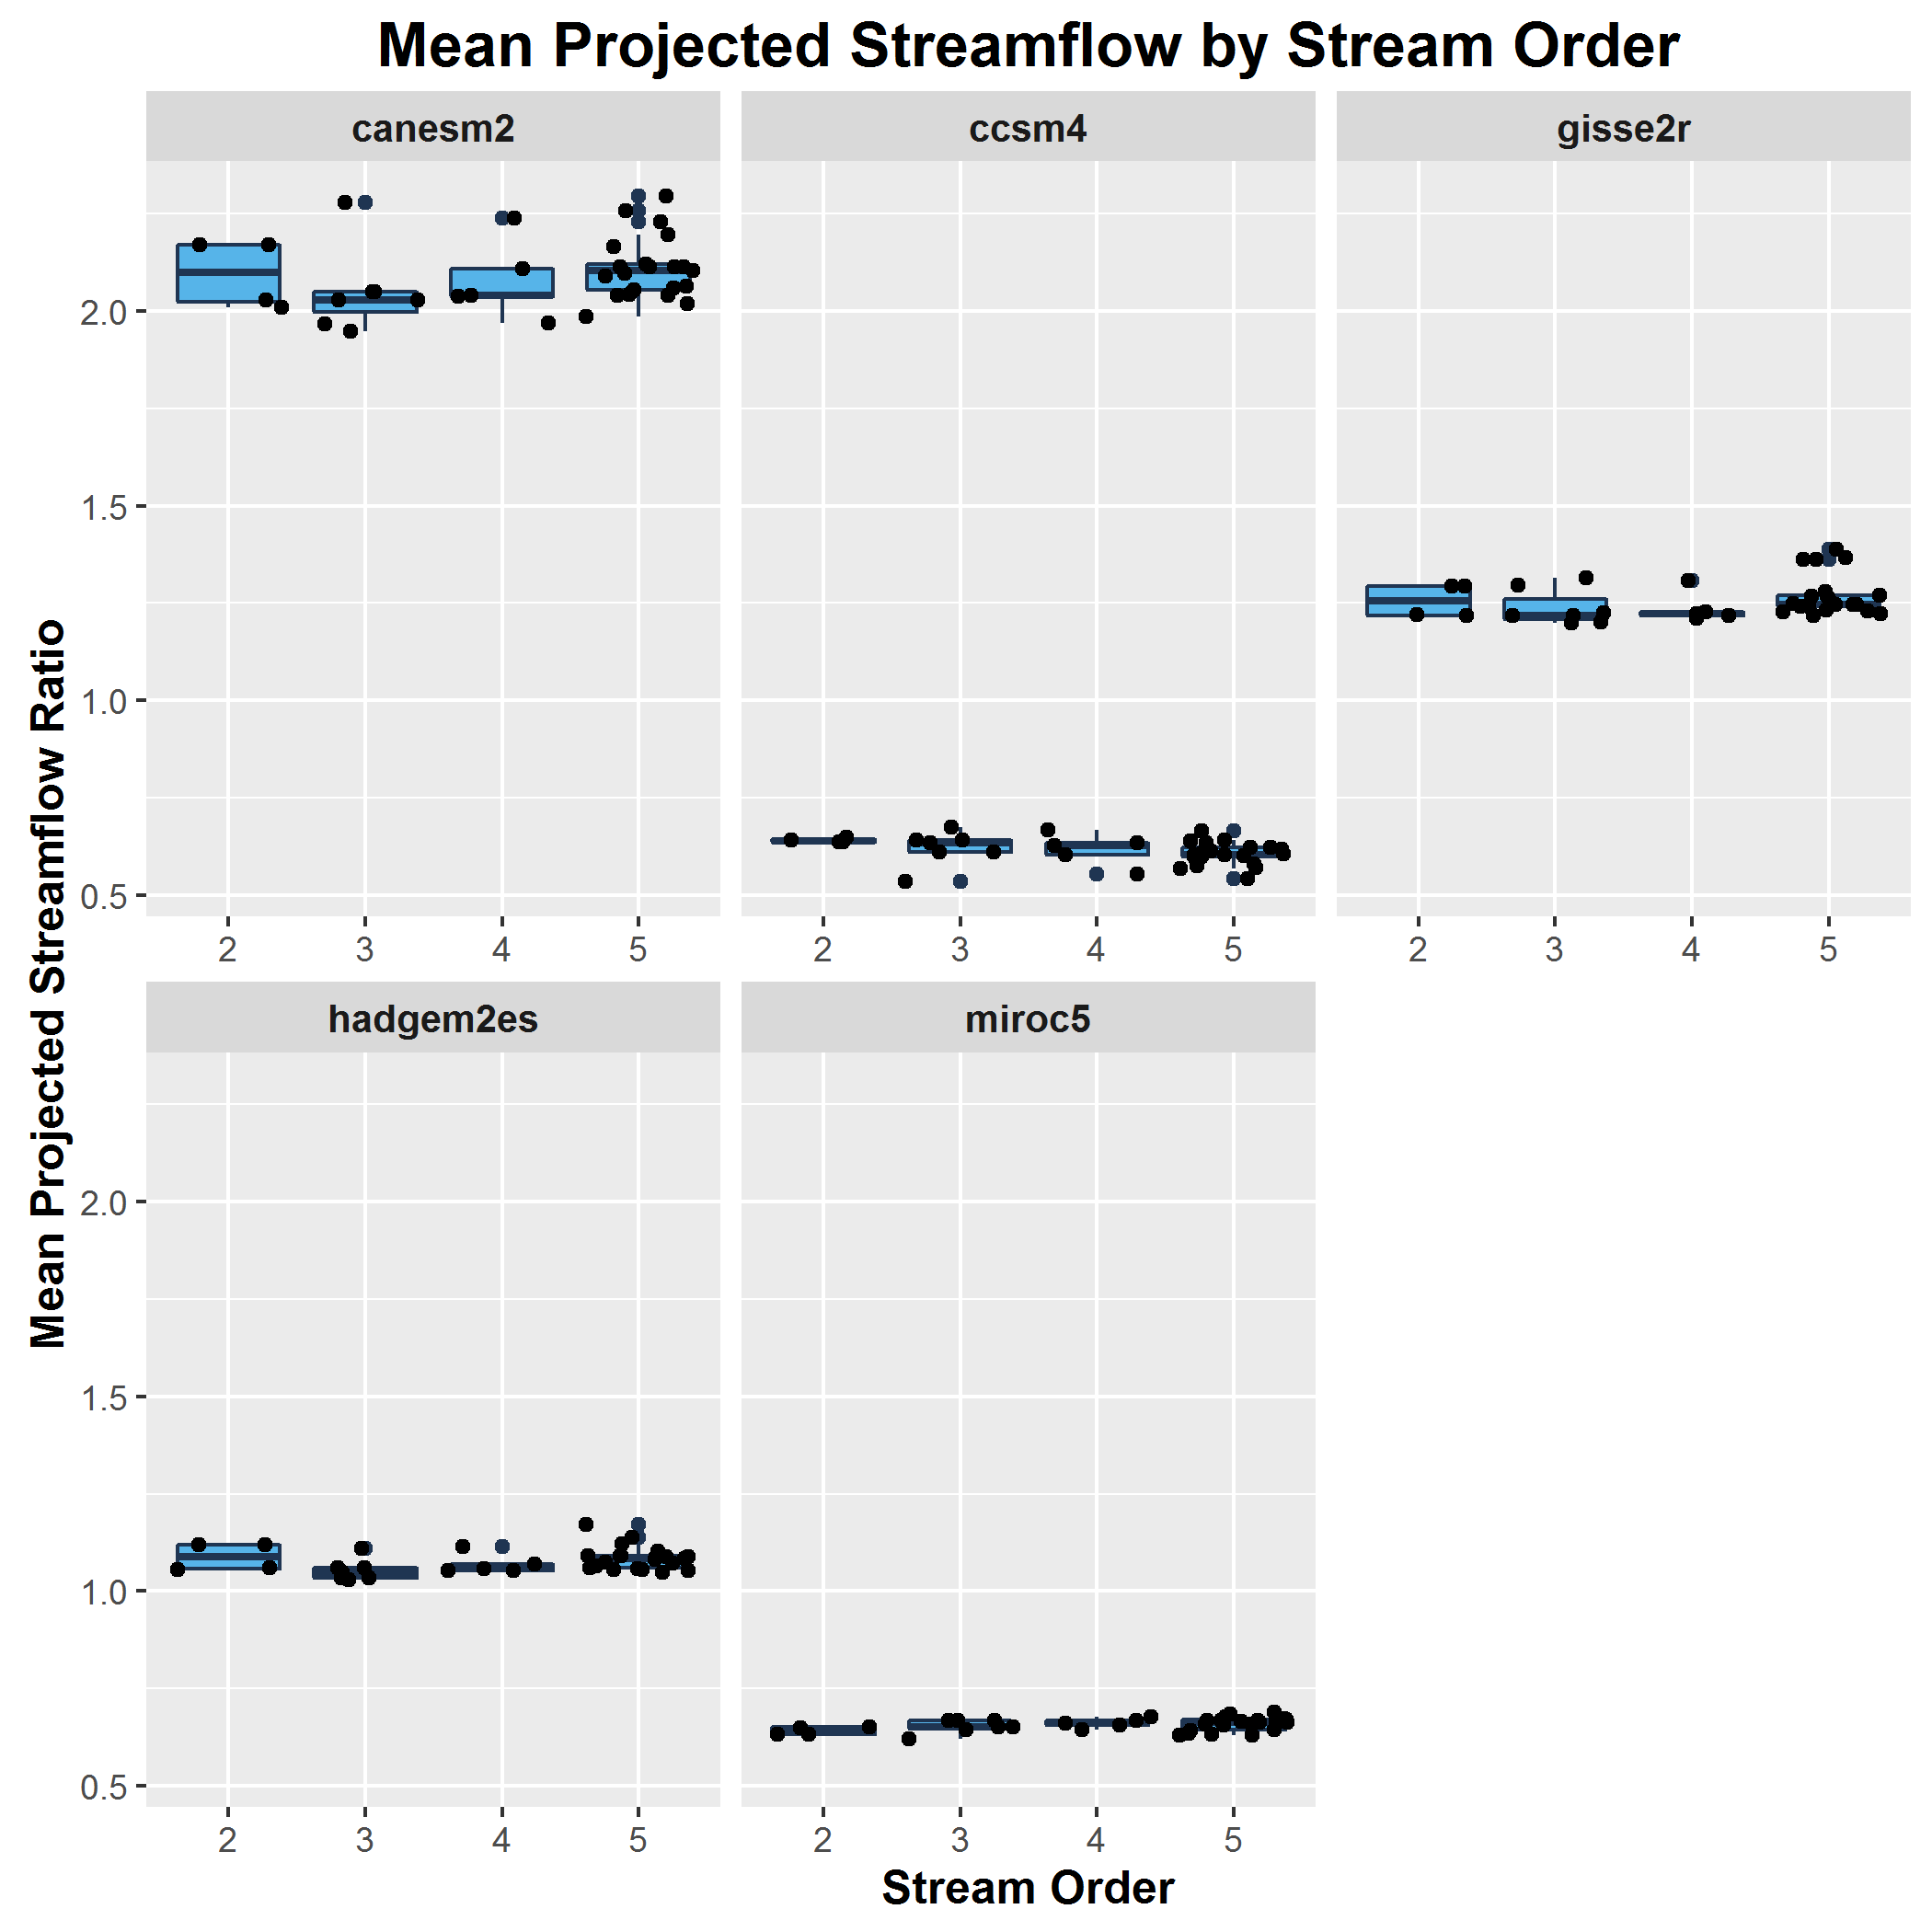 Mean Projected Streamflow by Stream Order
canesm2
ccsm4
gisse2r
Mean Projected Streamflow Ratio
2.0
1.5
1.0
0.5
2 3 4 5
2 3 4 5
2 3 4 5
hadgem2es
miroc5
2.0
1.5
1.0
0.5
2 3 4 5
2 3 4 5
Stream Order